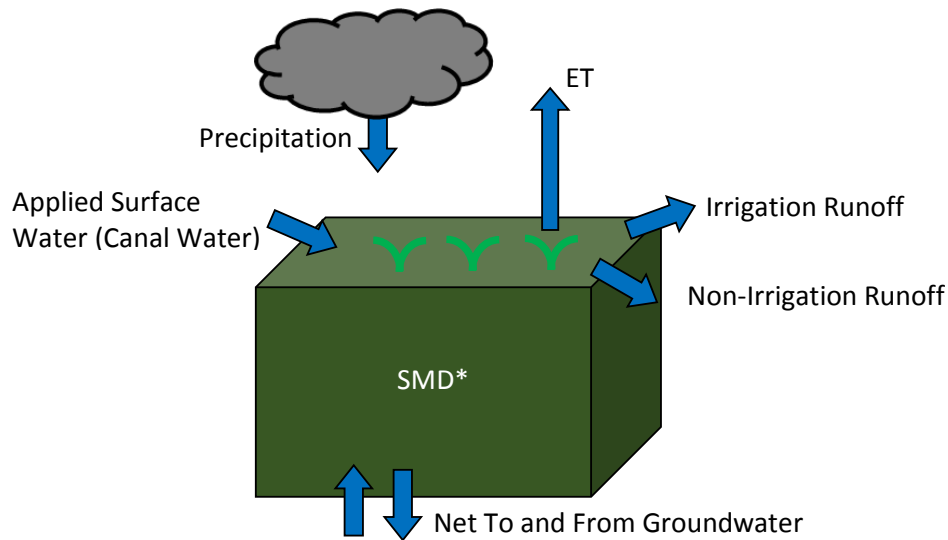 ET
Precipitation
Applied Surface
Water (Canal Water)
Irrigation Runoff
Non-Irrigation Runoff
SMD*
Net To and From Groundwater